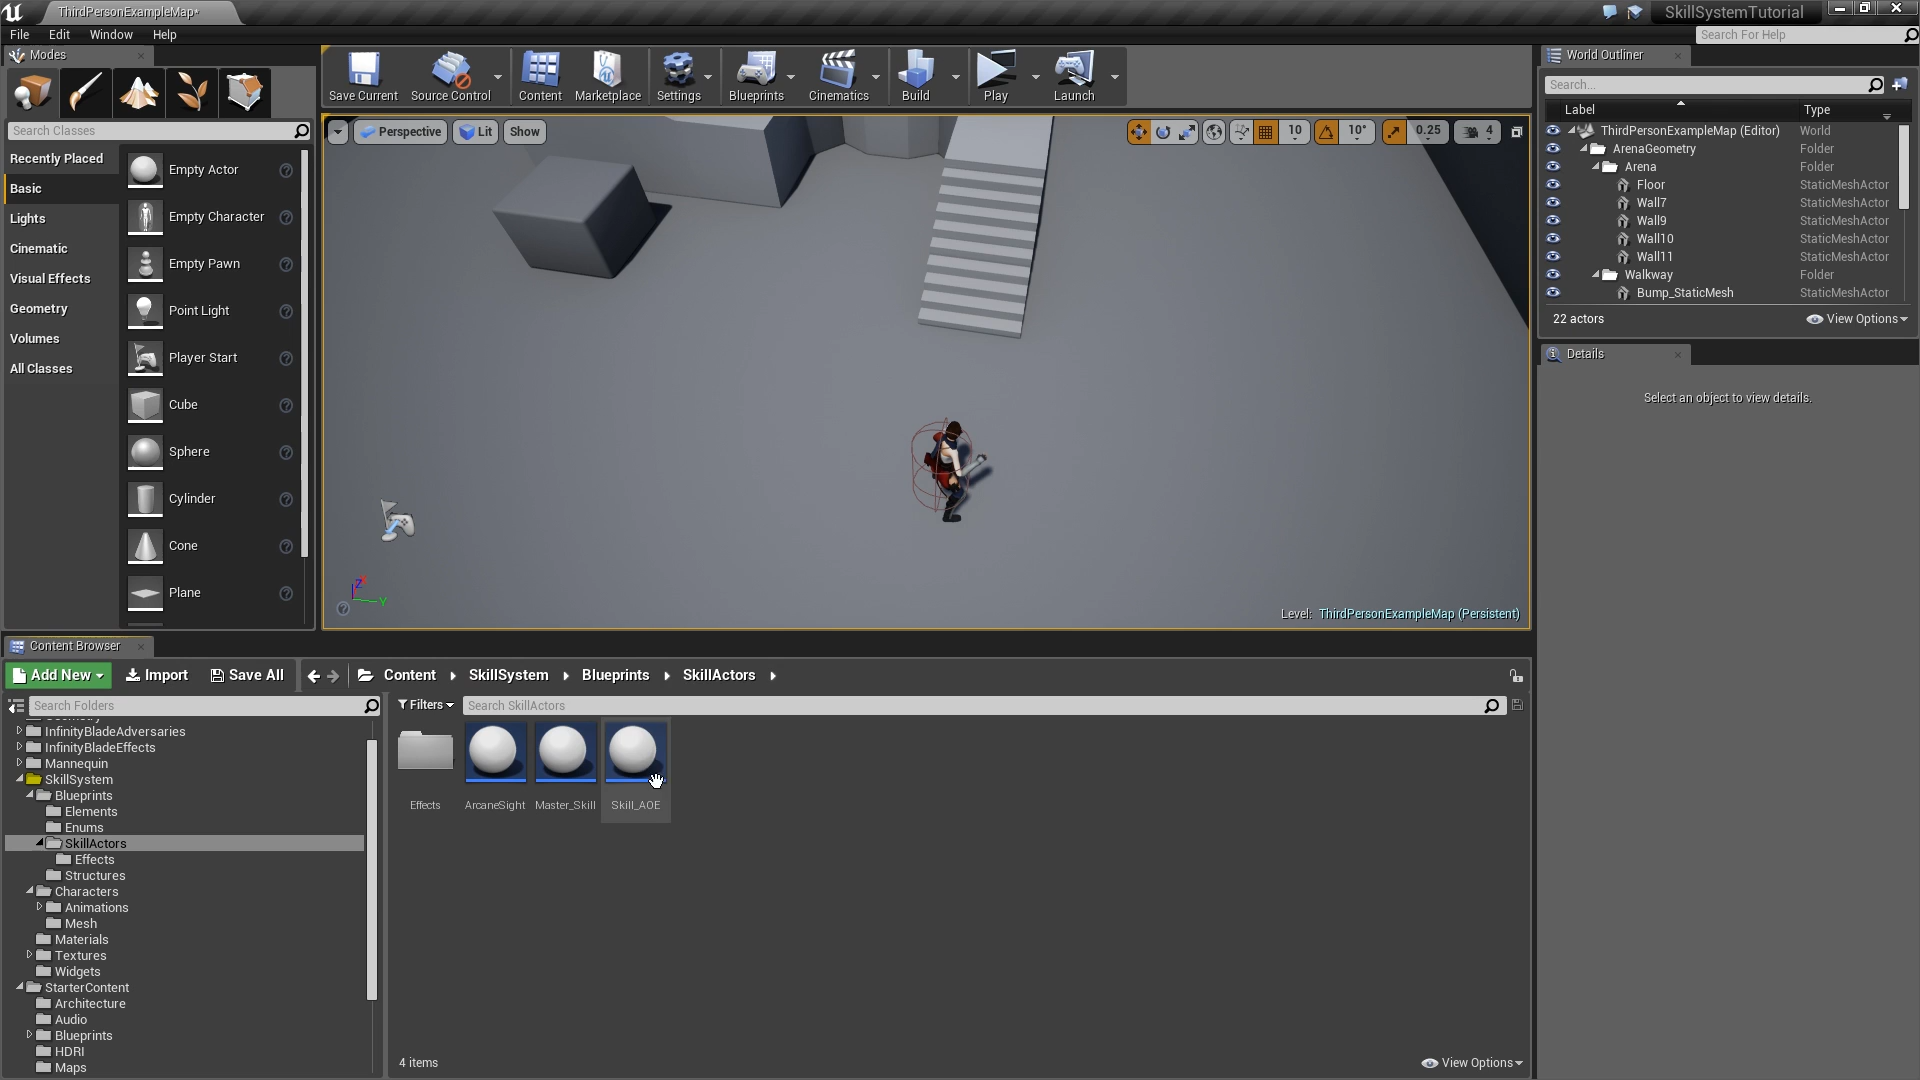 ThirdPersonExampleMap*
SkillSystemTutorial
File Edit Window Help
Search For Help
Modes
Search Classes
Recently Placed
Basic
Lights
Cinematic
Visual Effects
Geometry
Volumes
All Classes
Empty Actor
Empty Character
Empty Pawn
Point Light
Player Start
Cube
Sphere
Cylinder
Cone
Plane
Save Current
Source Control
Content
Marketplace
Settings
Blueprints
Cinematics
Build
Play
Launch
Perspective Lit Show
10 10° 0.25 4
Z X
Y
Level: ThirdPersonExampleMap (Persistent)
World Outliner
Search...
Label Type
ThirdPersonExampleMap (Editor) World
ArenaGeometry Folder
Arena Folder
Floor StaticMeshActor
Wall7 StaticMeshActor
Wall9 StaticMeshActor
Wall10 StaticMeshActor
Wall11 StaticMeshActor
Walkway Folder
Bump_StaticMesh StaticMeshActor
22 actors View Options
Details
Select an object to view details.
Content Browser
Add New Import Save All Content SkillSystem Blueprints SkillActors
Search Folders
InfinityBladeAdversaries
InfinityBladeEffects
Mannequin
SkillSystem
Blueprints
Elements
Enums
SkillActors
Effects
Structures
Characters
Animations
Mesh
Materials
Textures
Widgets
StarterContent
Architecture
Audio
Blueprints
HDRI
Maps
Filters Search SkillActors
Effects ArcaneSight Master_Skill Skill_AOE
4 items View Options